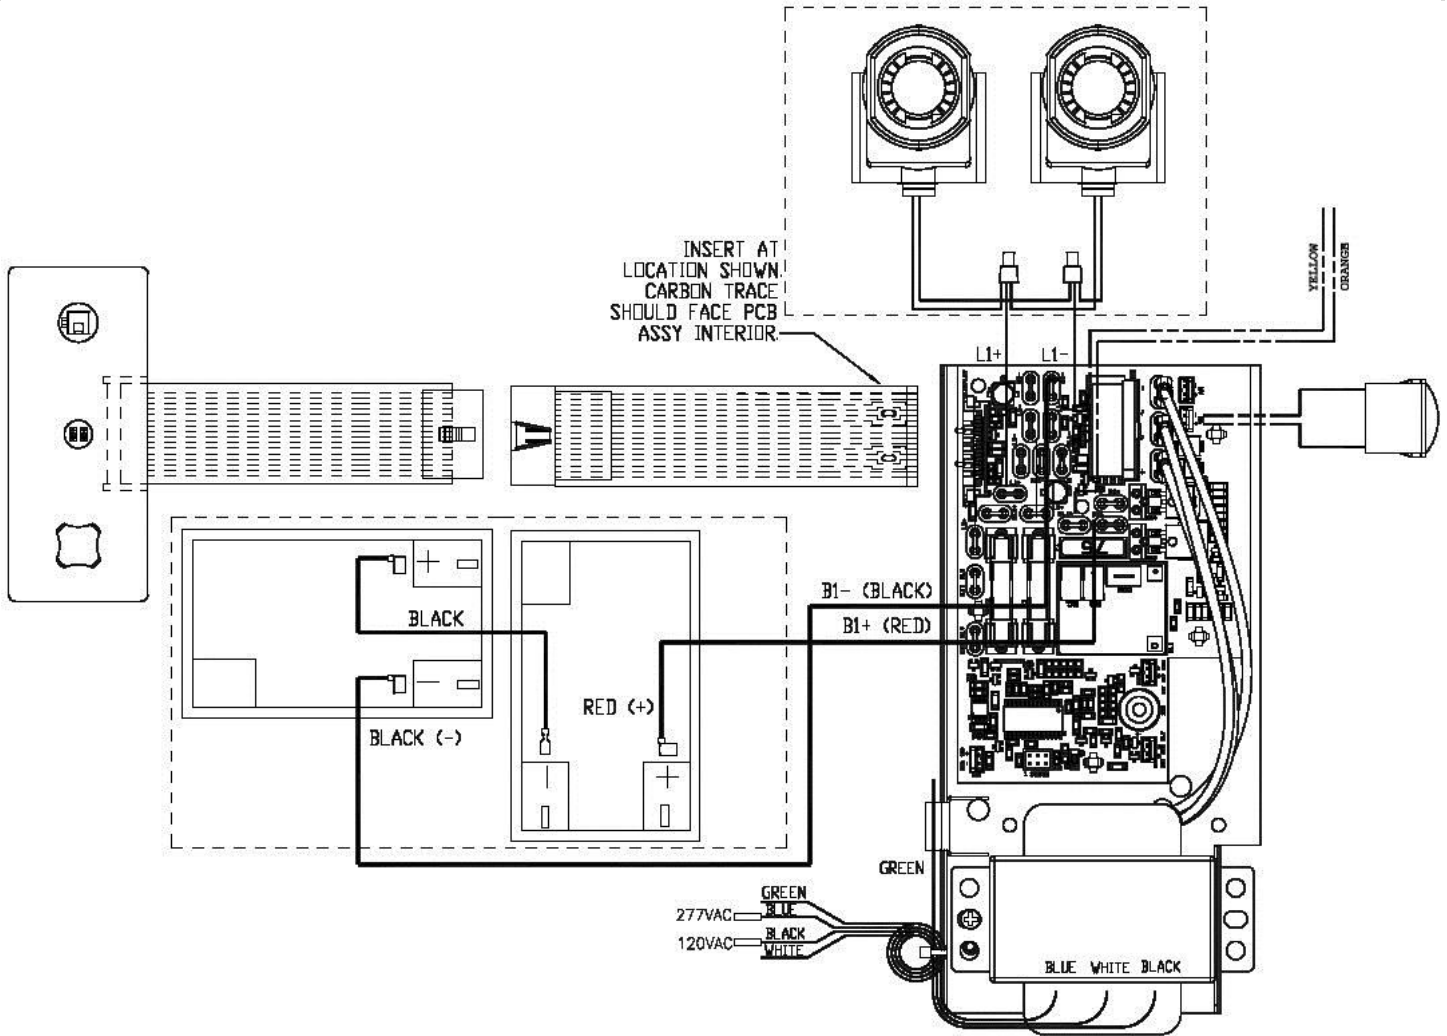 INSERT AT
LOCATION SHOWN.
CARBON TRACE
SHOULD FACE PCB
ASSY INTERIOR.
YELLOW
ORANGE
L1+
L1-
B1- (BLACK)
B1+ (RED)
BLACK
RED (+)
BLACK (-)
+
-
-
+
GREEN
GREEN
277VAC
BLUE
BLACK
120VAC
WHITE
BLUE WHITE BLACK